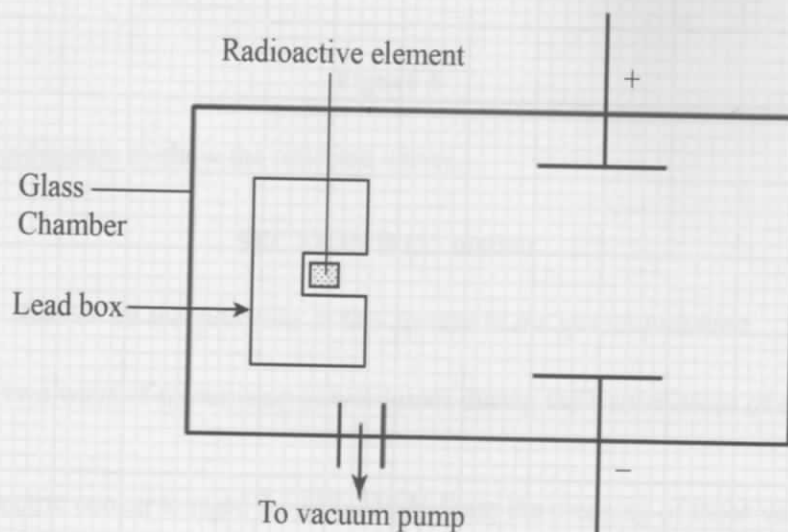 Radioactive element
+
Glass
Chamber
Lead box
−
To vacuum pump